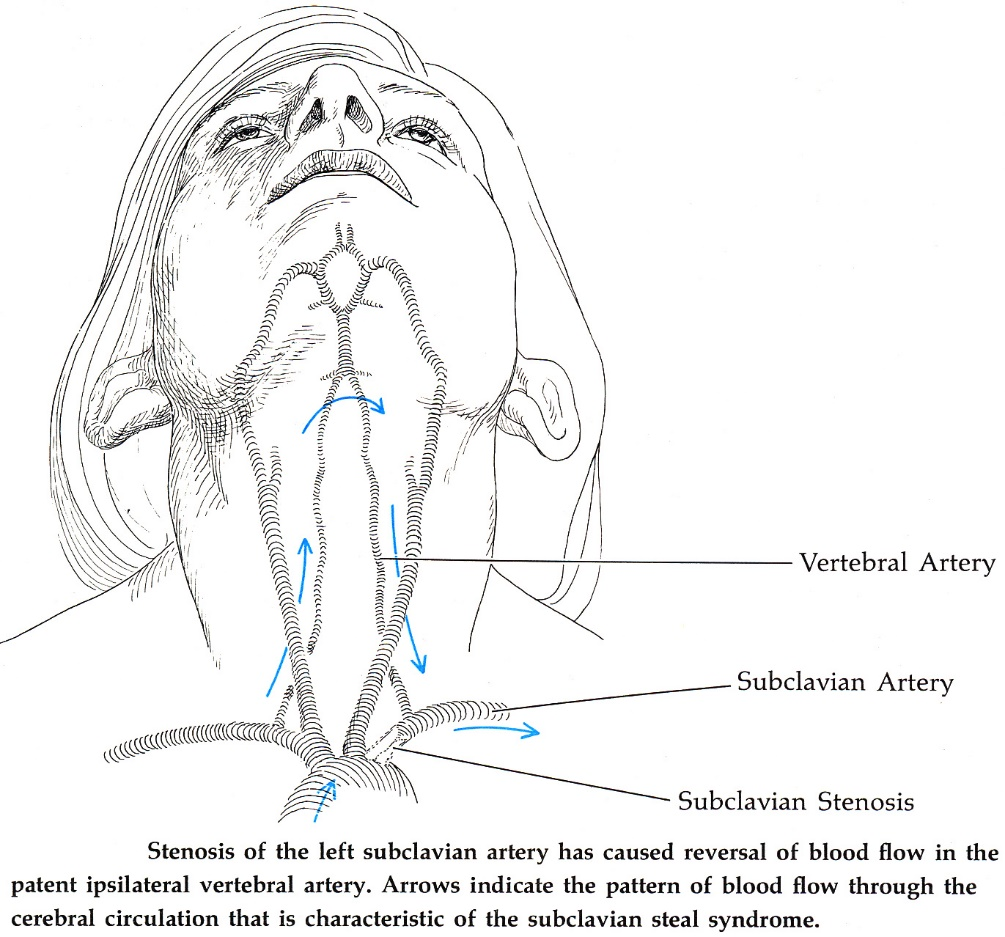 Vertebral Artery
Subclavian Artery
Subclavian Stenosis
Stenosis of the left subclavian artery has caused reversal of blood flow in the
patent ipsilateral vertebral artery. Arrows indicate the pattern of blood flow through the
cerebral circulation that is characteristic of the subclavian steal syndrome.